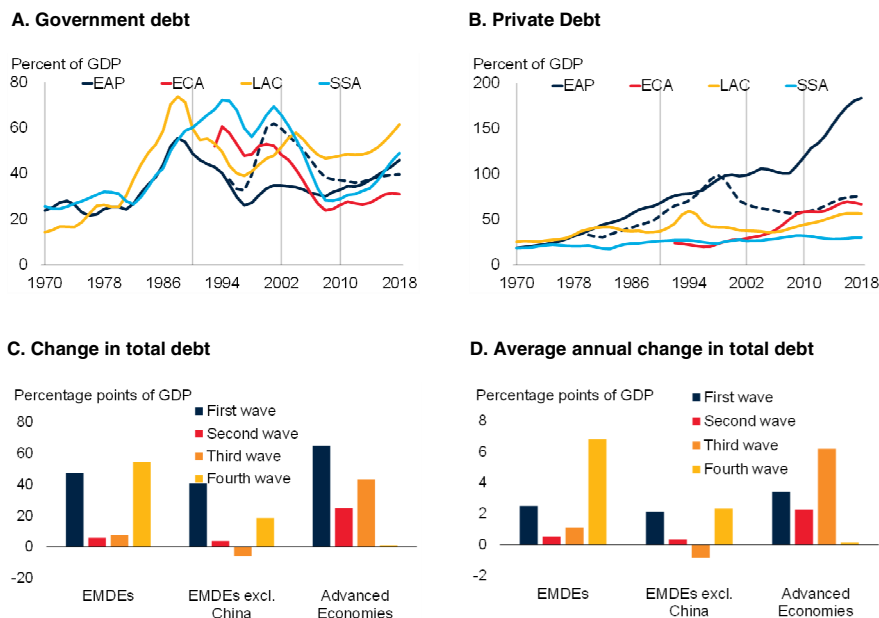 A. Government debt
Percent of GDP
80
EAP ECA LAC SSA
60
40
20
0
1970 1978 1986 1994 2002 2010 2018
B. Private Debt
Percent of GDP
200
EAP ECA LAC SSA
150
100
50
0
1970 1978 1986 1994 2002 2010 2018
C. Change in total debt
Percentage points of GDP
80
First wave
Second wave
Third wave
Fourth wave
60
40
20
0
-20
EMDEs
EMDEs excl.
China
Advanced
Economies
D. Average annual change in total debt
Percentage points of GDP
8
First wave
Second wave
Third wave
Fourth wave
6
4
2
0
-2
EMDEs
EMDEs excl.
China
Advanced
Economies